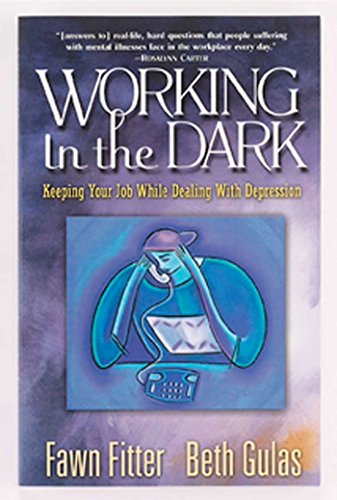 "[answers to] real-life, hard questions that people suffering
with mental illnesses face in the workplace every day."
—ROSALYNN CARTER
WORKING
In the DARK
Keeping Your Job While Dealing With Depression
Fawn Fitter Beth Gulas